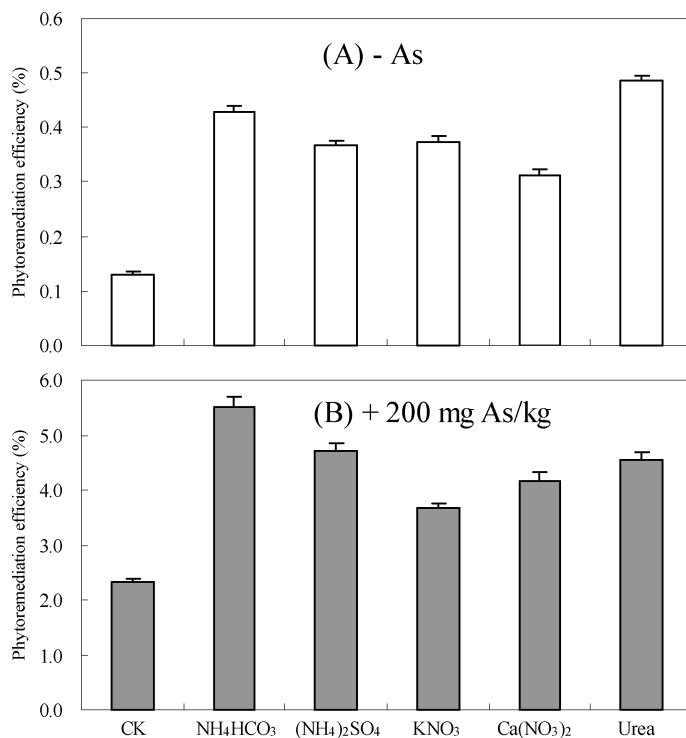 0.6
(A) - As
0.5
0.4
0.3
0.2
0.1
0.0
Phytoremediation efficiency (%)
6.0
(B) + 200 mg As/kg
5.0
4.0
3.0
2.0
1.0
0.0
Phytoremediation efficiency (%)
CK NH₄HCO₃ (NH₄)₂SO₄ KNO₃ Ca(NO₃)₂ Urea